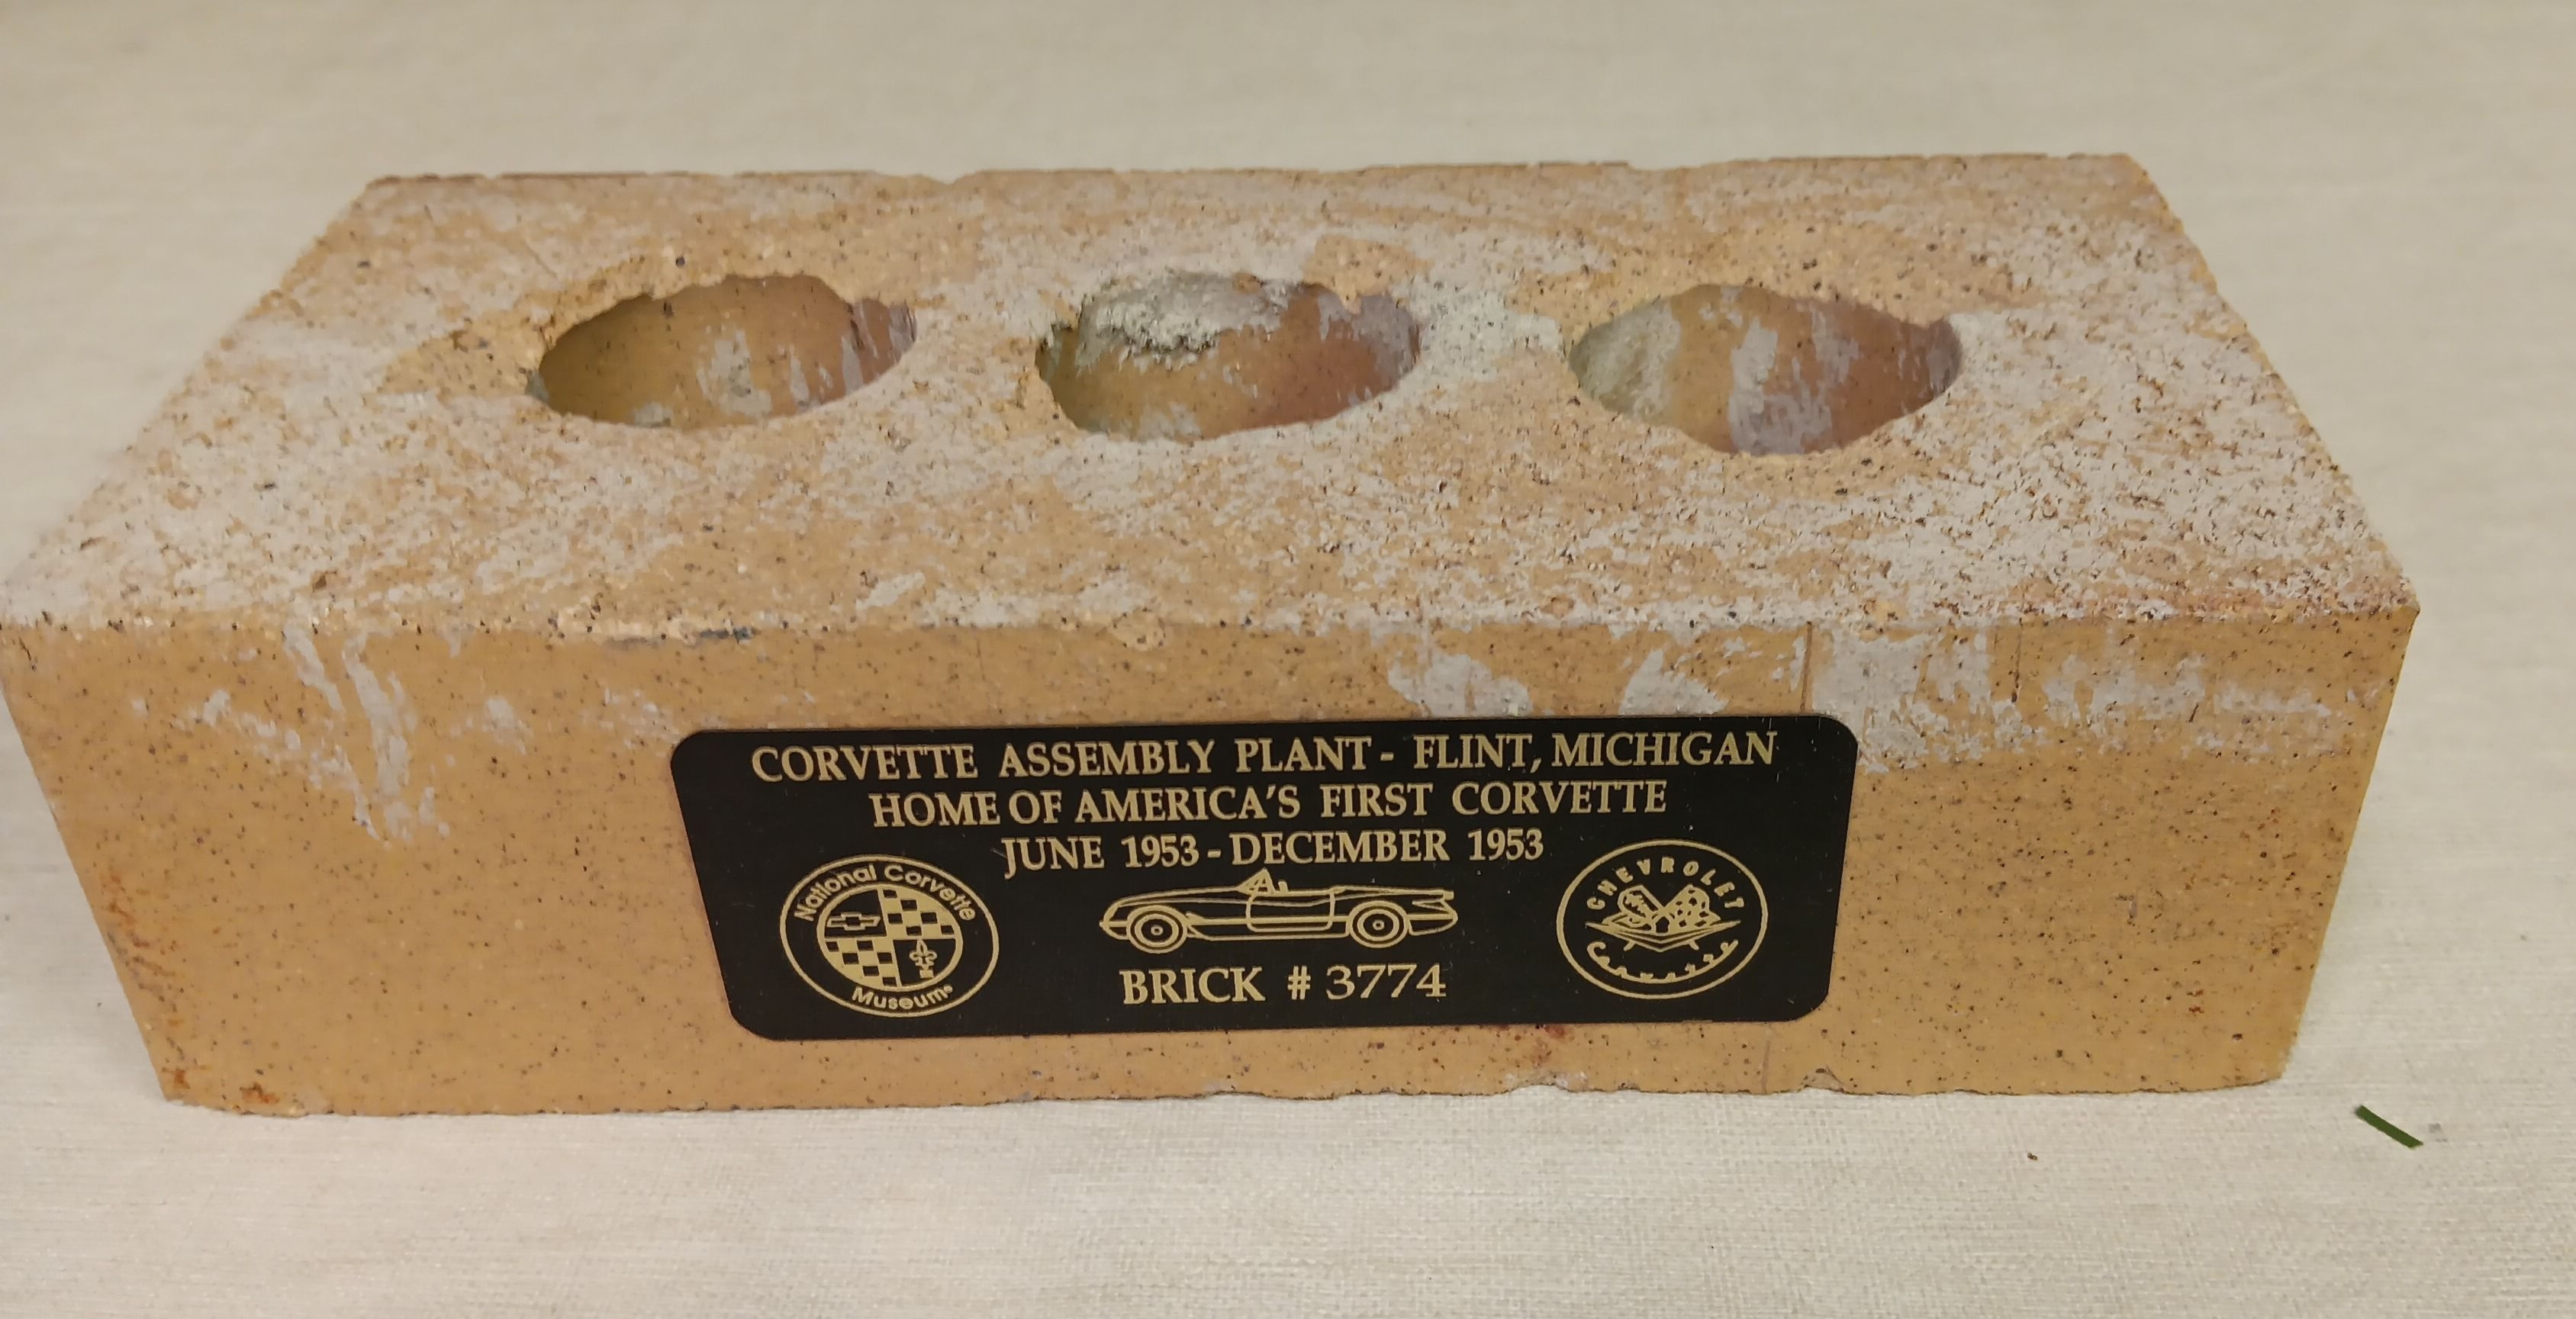 CORVETTE ASSEMBLY PLANT - FLINT, MICHIGAN
HOME OF AMERICA'S FIRST CORVETTE
JUNE 1953 - DECEMBER 1953
National Corvette
Museum
CHEVROLET
Corvette
BRICK # 3774